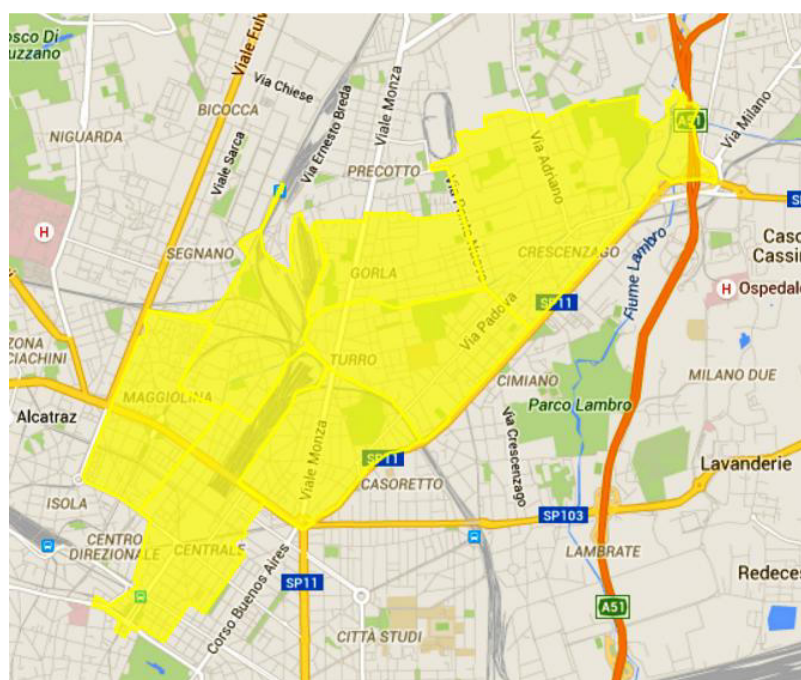 osco Di
uzzano
Viale Fulv
Via Chiese
BICOCCA
Viale Sarca
Via Ernesto Breda
Viale Monza
NIGUARDA
PRECOTTO
A51
Via Milano
Via Adriano
SP
H
SEGNANO
GORLA
CRESCENZAGO
Casc
Cassin
Fiume Lambro
SP11
Via Padova
H
Ospedale
ZONA
CIACHINI
TURRO
CIMIANO
MILANO DUE
MAGGIOLINA
Alcatraz
Parco Lambro
Via Crescenzago
Viale Monza
SP11
CASORETTO
Lavanderie
ISOLA
SP103
CENTRO
DIREZIONALE
CENTRALE
LAMBRATE
SP11
Corso Buenos Aires
Redeces
A51
CITTÀ STUDI